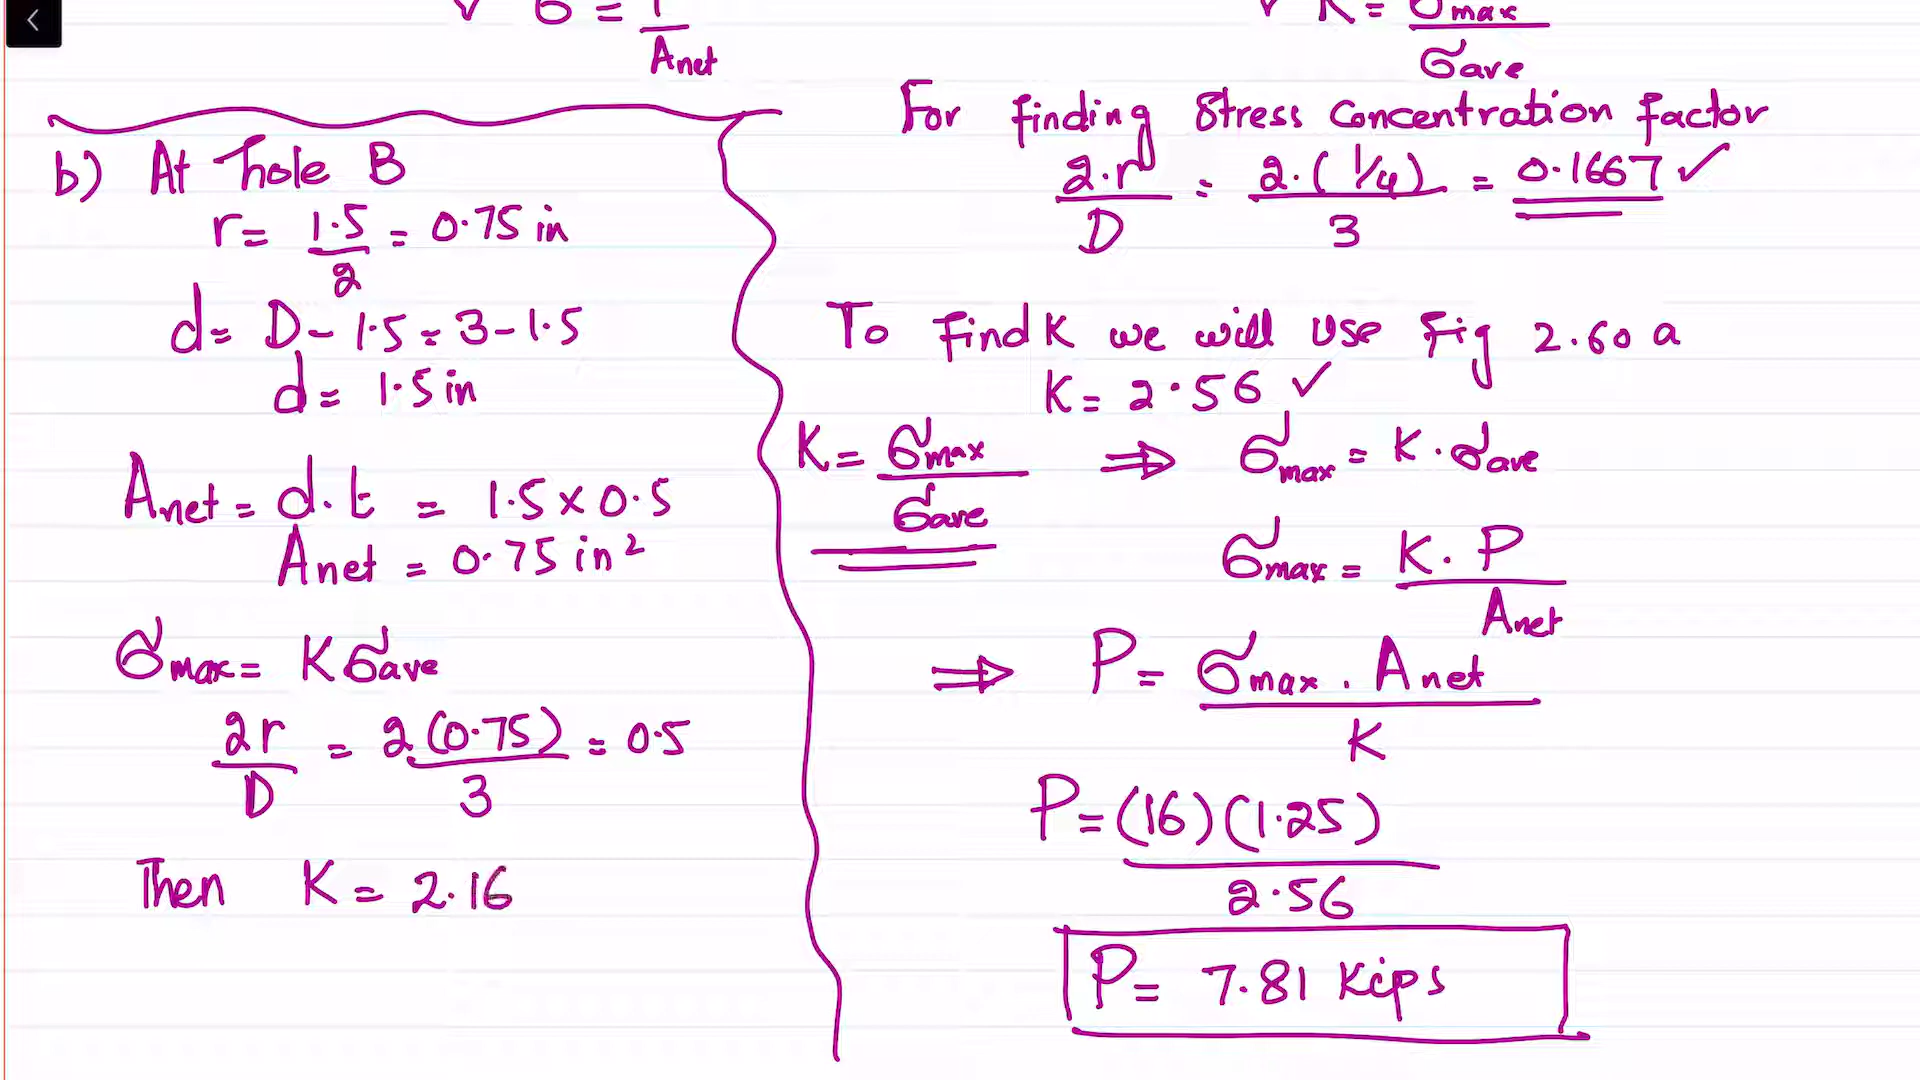 σ = P
Anet
K = σmax
σave
For finding Stress Concentration factor
2.r / D = 2.(1/4) / 3 = 0.1667 ✓
To Find K we will use Fig 2.60 a
K = 2.56 ✓
K = σmax / σave ⇒ σmax = K . σave
σmax = K. P / Anet
⇒ P = σmax . Anet / K
P = (16)(1.25) / 2.56
P = 7.81 Kips
b) At hole B
r = 1.5 / 2 = 0.75 in
d = D - 1.5 = 3 - 1.5
d = 1.5 in
Anet = d. t = 1.5 x 0.5
Anet = 0.75 in²
σmax = K σave
2r / D = 2(0.75) / 3 = 0.5
Then K = 2.16